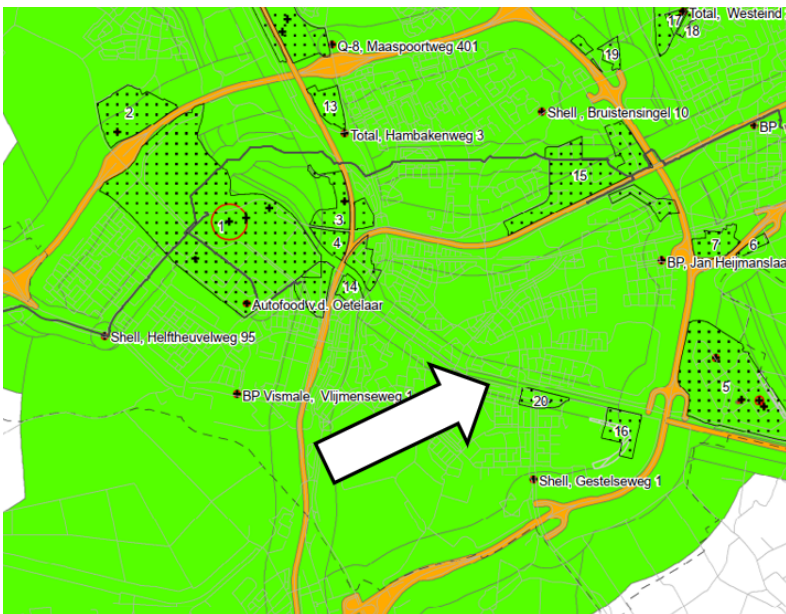 17
Total, Westeind
18
Q-8, Maaspoortweg 401
19
2
13
Shell , Bruistensingel 10
BP
Total, Hambakenweg 3
15
3
1
4
7
6
BP, Jan Heijmanslaa
14
Autofood v.d. Oetelaar
Shell, Helftheuvelweg 95
5
BP Vismale, Vlijmenseweg 1
20
16
Shell, Gestelseweg 1